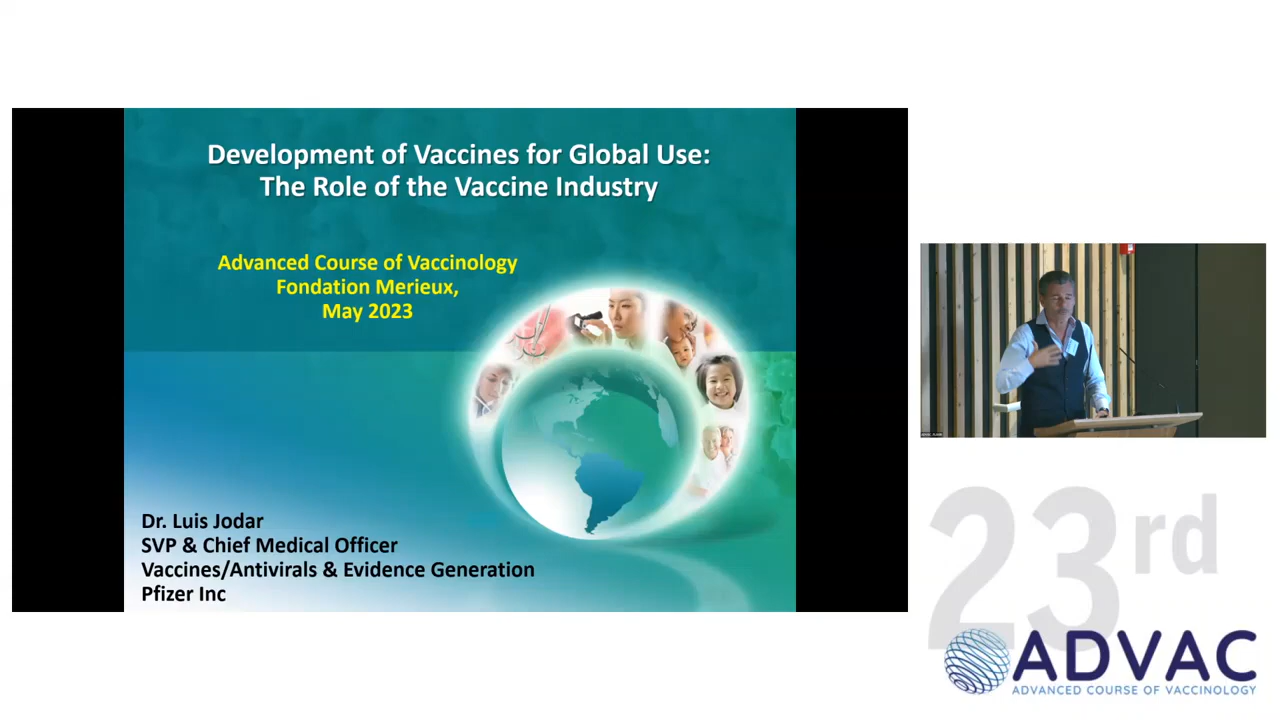 Development of Vaccines for Global Use:
The Role of the Vaccine Industry
Advanced Course of Vaccinology
Fondation Merieux,
May 2023
Dr. Luis Jodar
SVP & Chief Medical Officer
Vaccines/Antivirals & Evidence Generation
Pfizer Inc
23rd
ADVAC
ADVANCED COURSE OF VACCINOLOGY